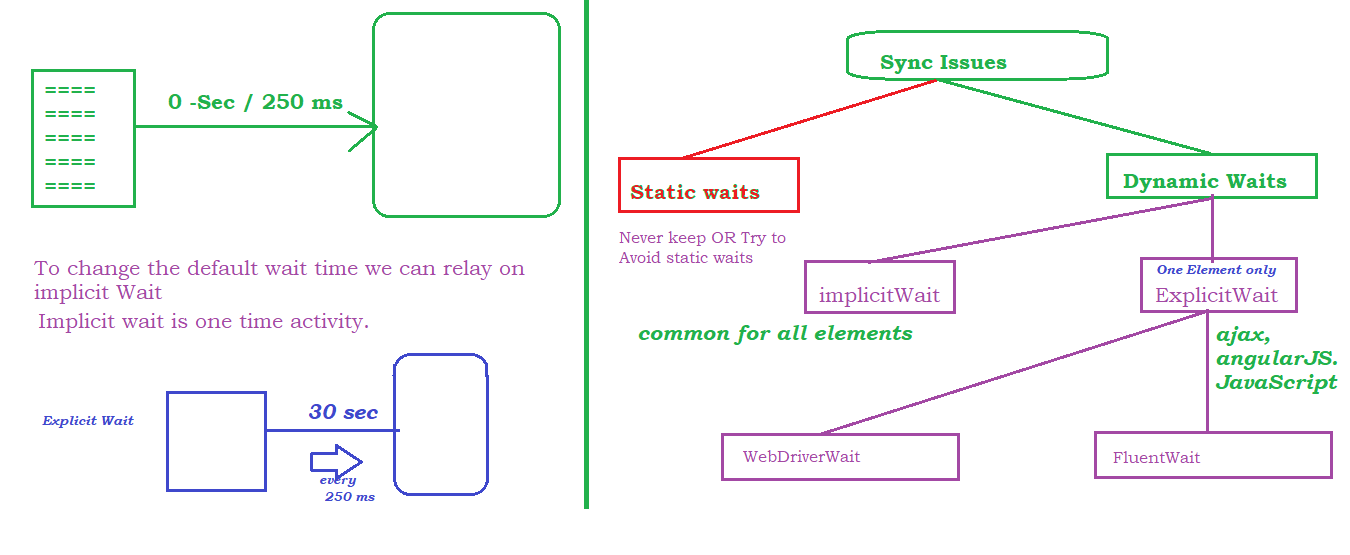 ====
====
====
====
====
0 -Sec / 250 ms
To change the default wait time we can relay on
implicit Wait
Implicit wait is one time activity.
Explicit Wait
30 sec
every
250 ms
Sync Issues
Static waits
Dynamic Waits
Never keep OR Try to
Avoid static waits
implicitWait
One Element only
ExplicitWait
common for all elements
ajax,
angularJS.
JavaScript
WebDriverWait
FluentWait